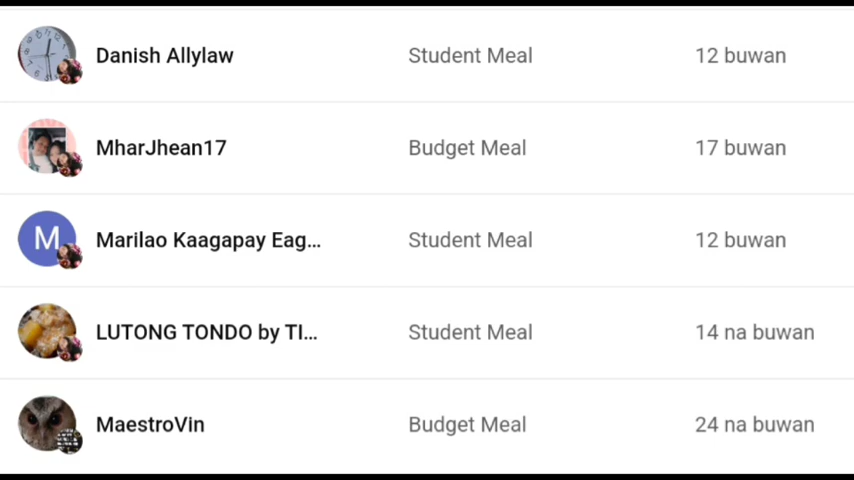 Danish Allylaw Student Meal 12 buwan
MharJhean17 Budget Meal 17 buwan
M Marilao Kaagapay Eag... Student Meal 12 buwan
LUTONG TONDO by TI... Student Meal 14 na buwan
MaestroVin Budget Meal 24 na buwan